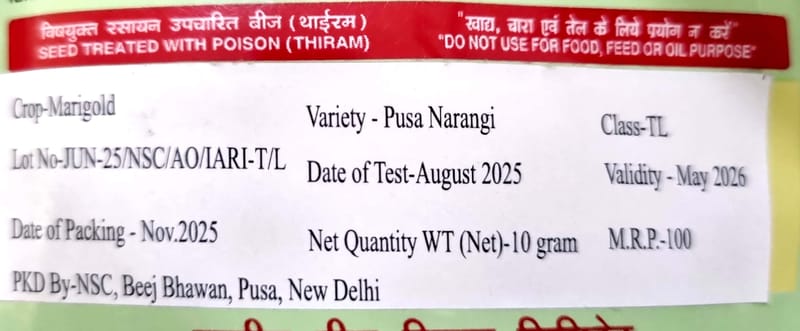 विषयुक्त रसायन उपचारित बीज (थाईरम)
SEED TREATED WITH POISON (THIRAM)
"खाद्य, चारा एवं तेल के लिये प्रयोग न करें"
"DO NOT USE FOR FOOD, FEED OR OIL PURPOSE"
Crop-Marigold
Variety - Pusa Narangi
Class-TL
Lot No-JUN-25/NSC/AO/IARI-T/L
Date of Test-August 2025
Validity - May 2026
Date of Packing - Nov.2025
Net Quantity WT (Net)-10 gram
M.R.P.-100
PKD By-NSC, Beej Bhawan, Pusa, New Delhi